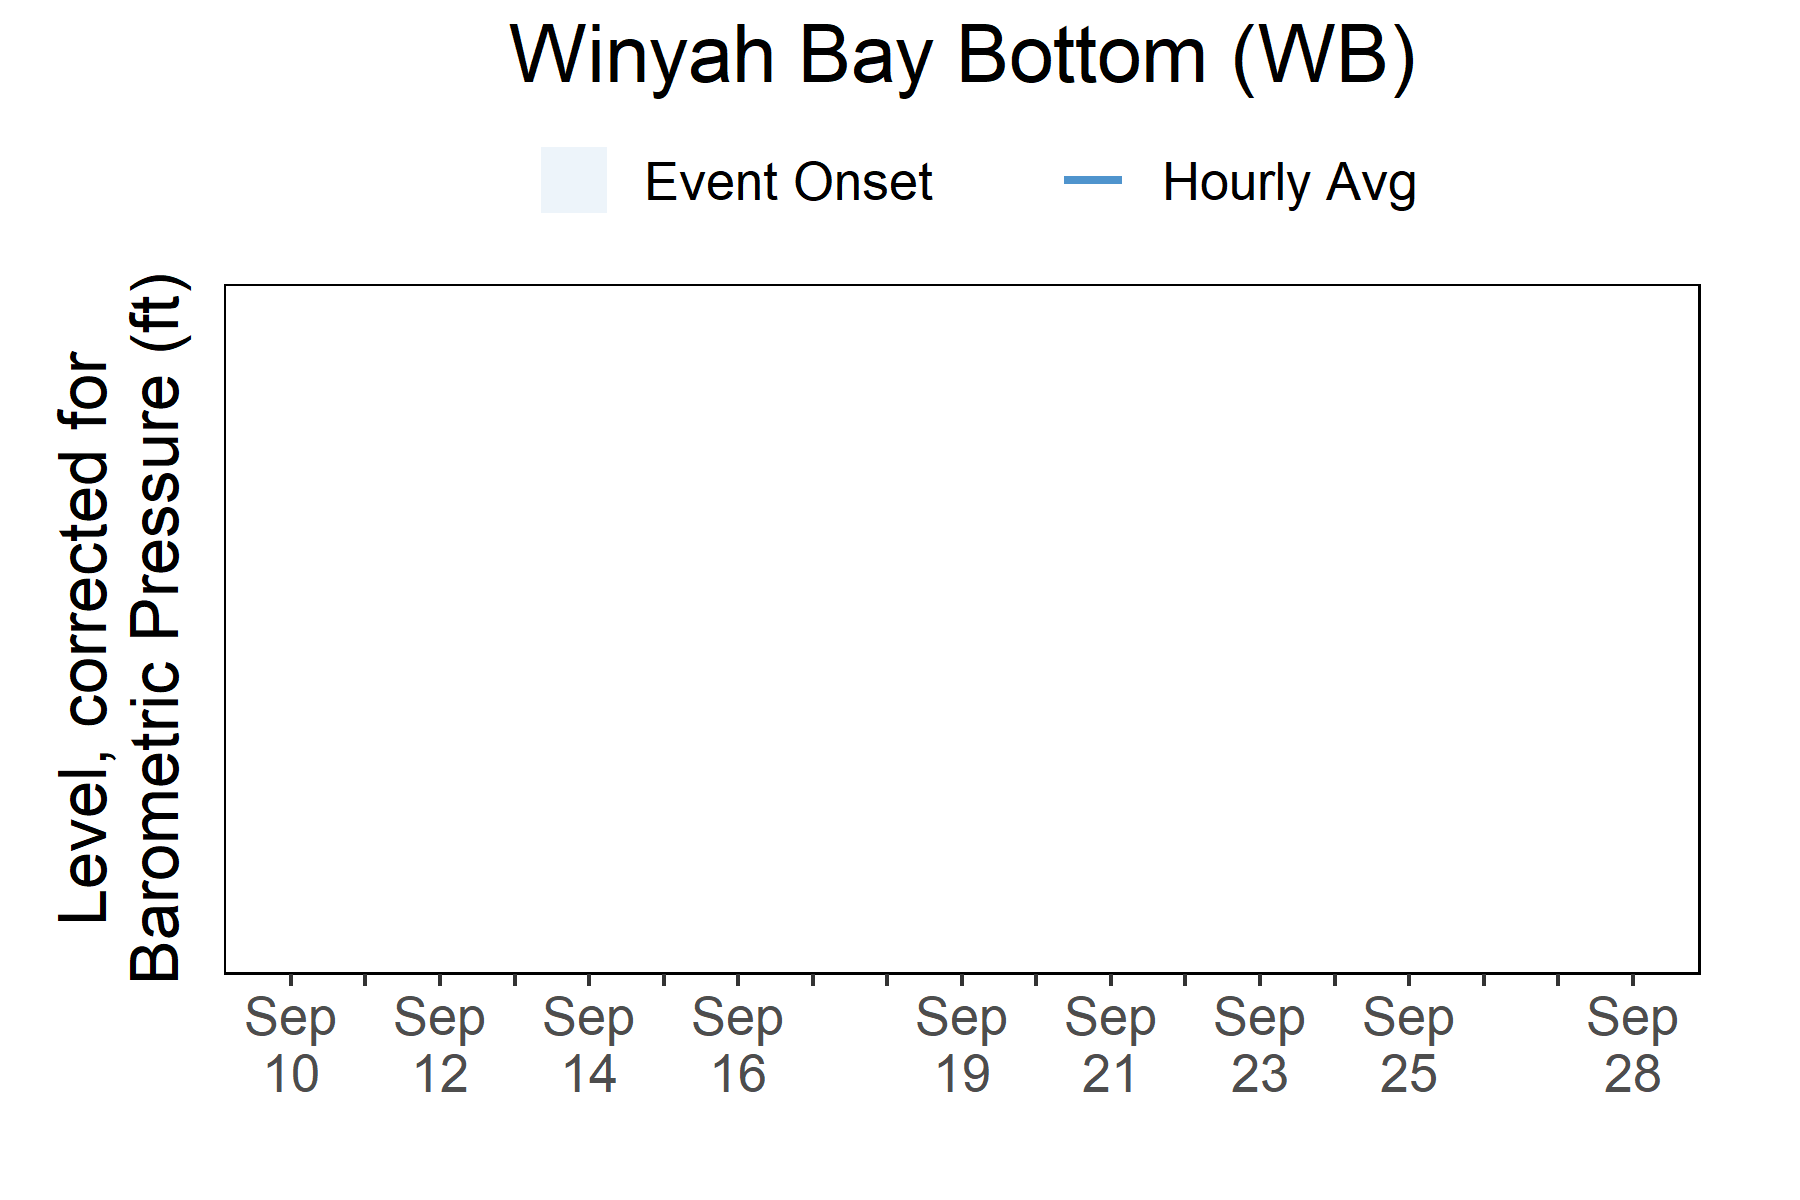 Winyah Bay Bottom (WB)
Event Onset
Hourly Avg
Level, corrected for
Barometric Pressure (ft)
Sep
10
Sep
12
Sep
14
Sep
16
Sep
19
Sep
21
Sep
23
Sep
25
Sep
28